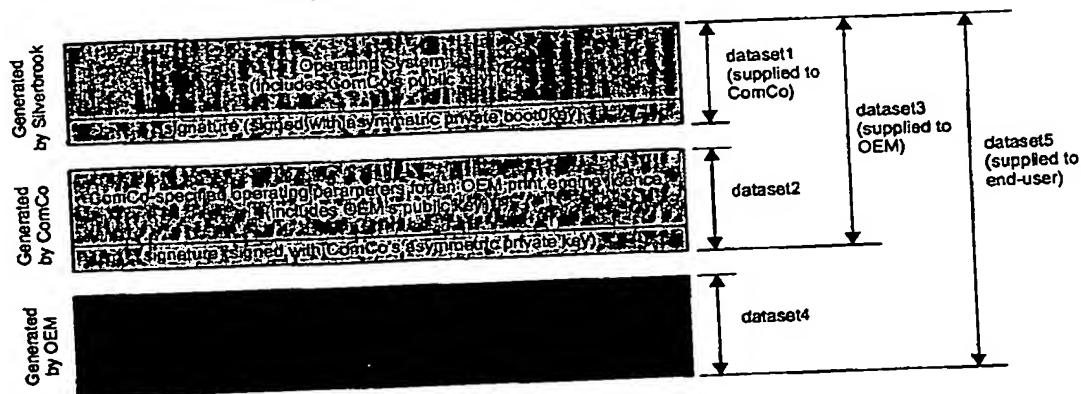 Generated
by Silverbrook
Operating System
(includes ComCo's public key)
signature (signed with asymmetric private boot0key)
dataset1
(supplied to
ComCo)
dataset3
(supplied to
OEM)
dataset5
(supplied to
end-user)
Generated
by ComCo
ComCo-specified operating parameters for an OEM print engine licence
(includes OEM's public key)
signature (signed with ComCo's asymmetric private key)
dataset2
Generated
by OEM
dataset4